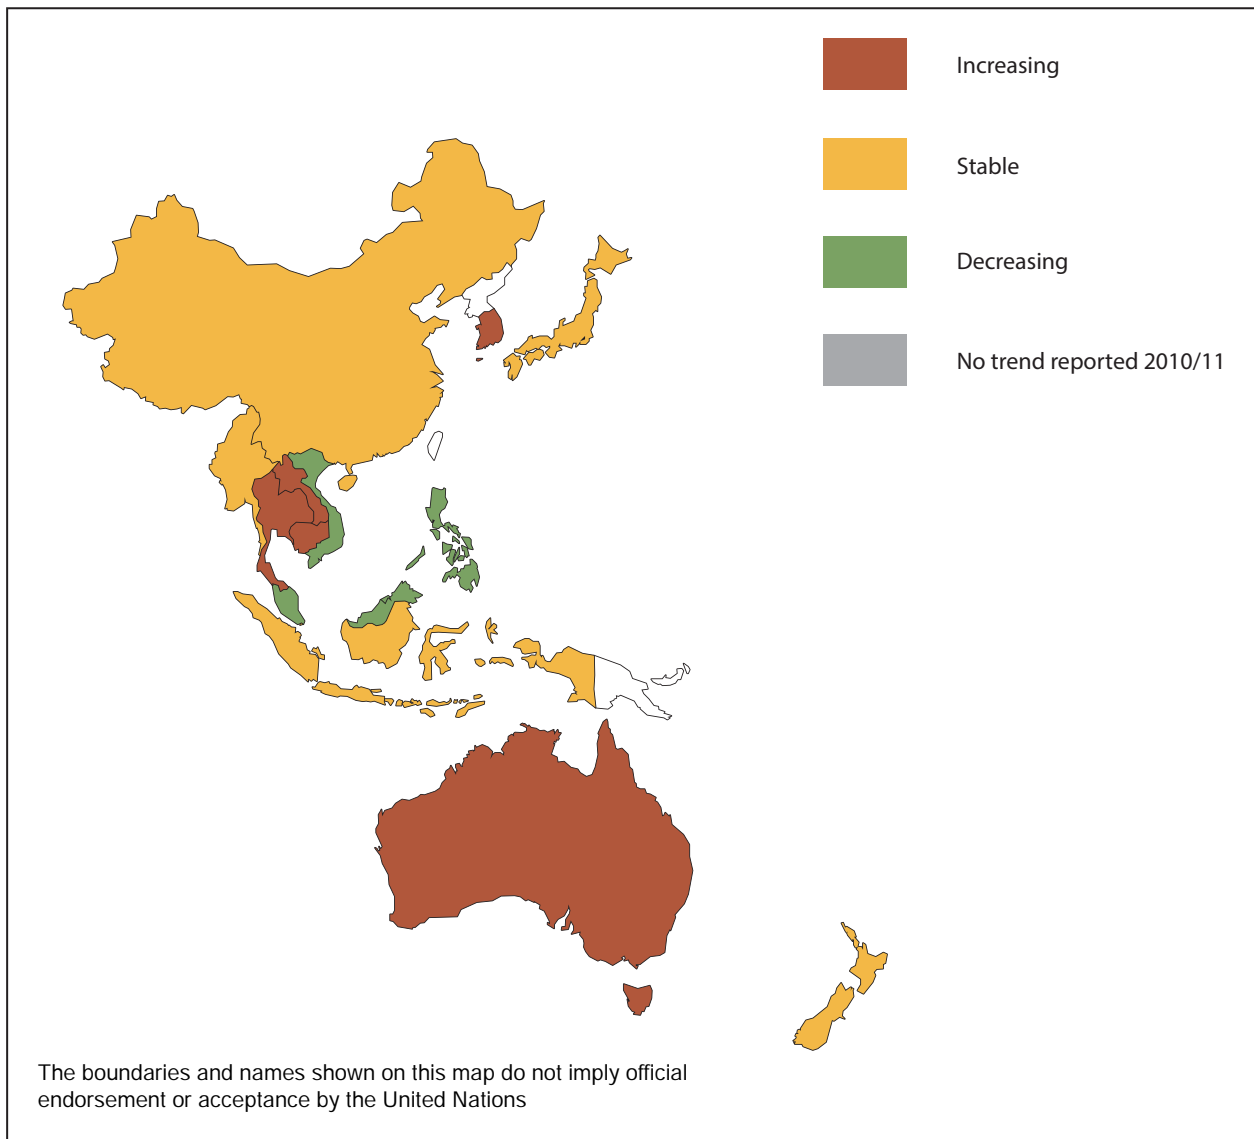 Increasing
Stable
Decreasing
No trend reported 2010/11
The boundaries and names shown on this map do not imply official
endorsement or acceptance by the United Nations